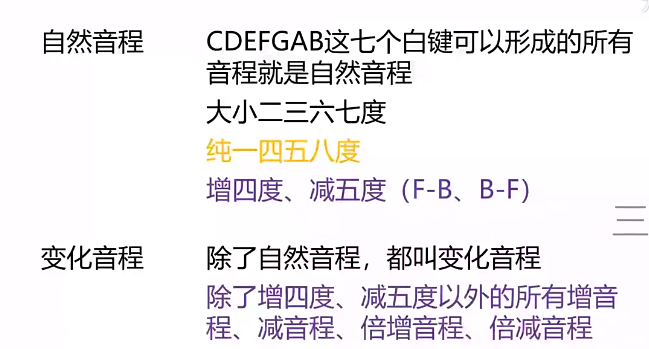 自然音程 CDEFGAB这七个白键可以形成的所有
音程就是自然音程
大小二三六七度
纯一四五八度
增四度、减五度（F-B、B-F）
变化音程 除了自然音程，都叫变化音程
除了增四度、减五度以外的所有增音
程、减音程、倍增音程、倍减音程